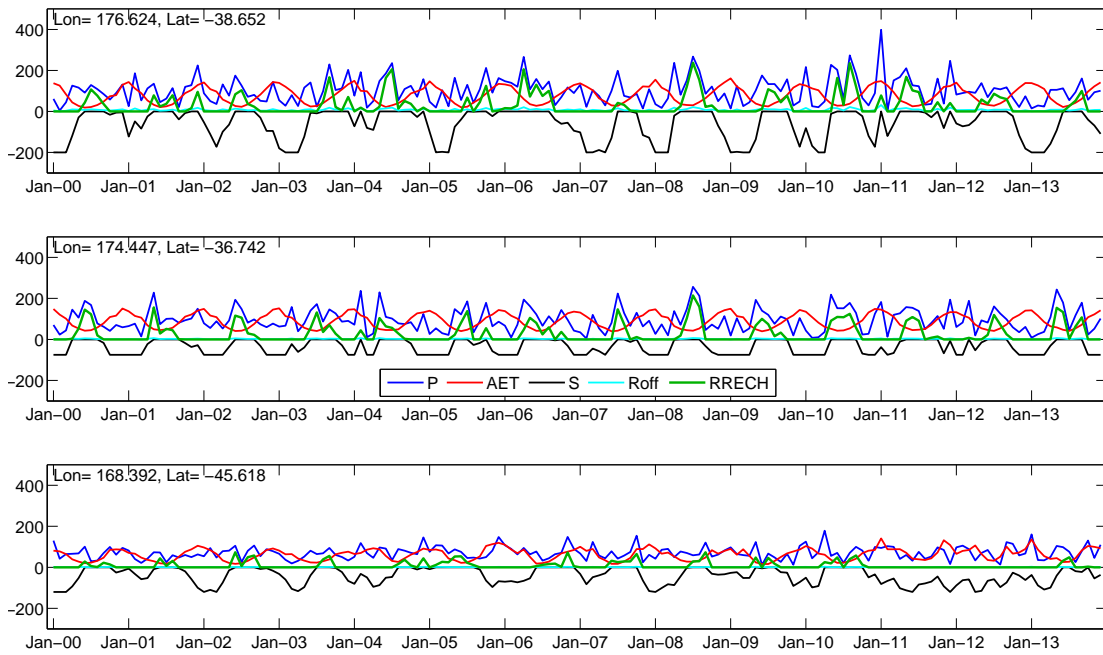 Lon= 176.624, Lat= −38.652
400
200
0
−200
Jan−00 Jan−01 Jan−02 Jan−03 Jan−04 Jan−05 Jan−06 Jan−07 Jan−08 Jan−09 Jan−10 Jan−11 Jan−12 Jan−13
Lon= 174.447, Lat= −36.742
400
200
0
−200
P AET S Roff RRECH
Jan−00 Jan−01 Jan−02 Jan−03 Jan−04 Jan−05 Jan−06 Jan−07 Jan−08 Jan−09 Jan−10 Jan−11 Jan−12 Jan−13
Lon= 168.392, Lat= −45.618
400
200
0
−200
Jan−00 Jan−01 Jan−02 Jan−03 Jan−04 Jan−05 Jan−06 Jan−07 Jan−08 Jan−09 Jan−10 Jan−11 Jan−12 Jan−13